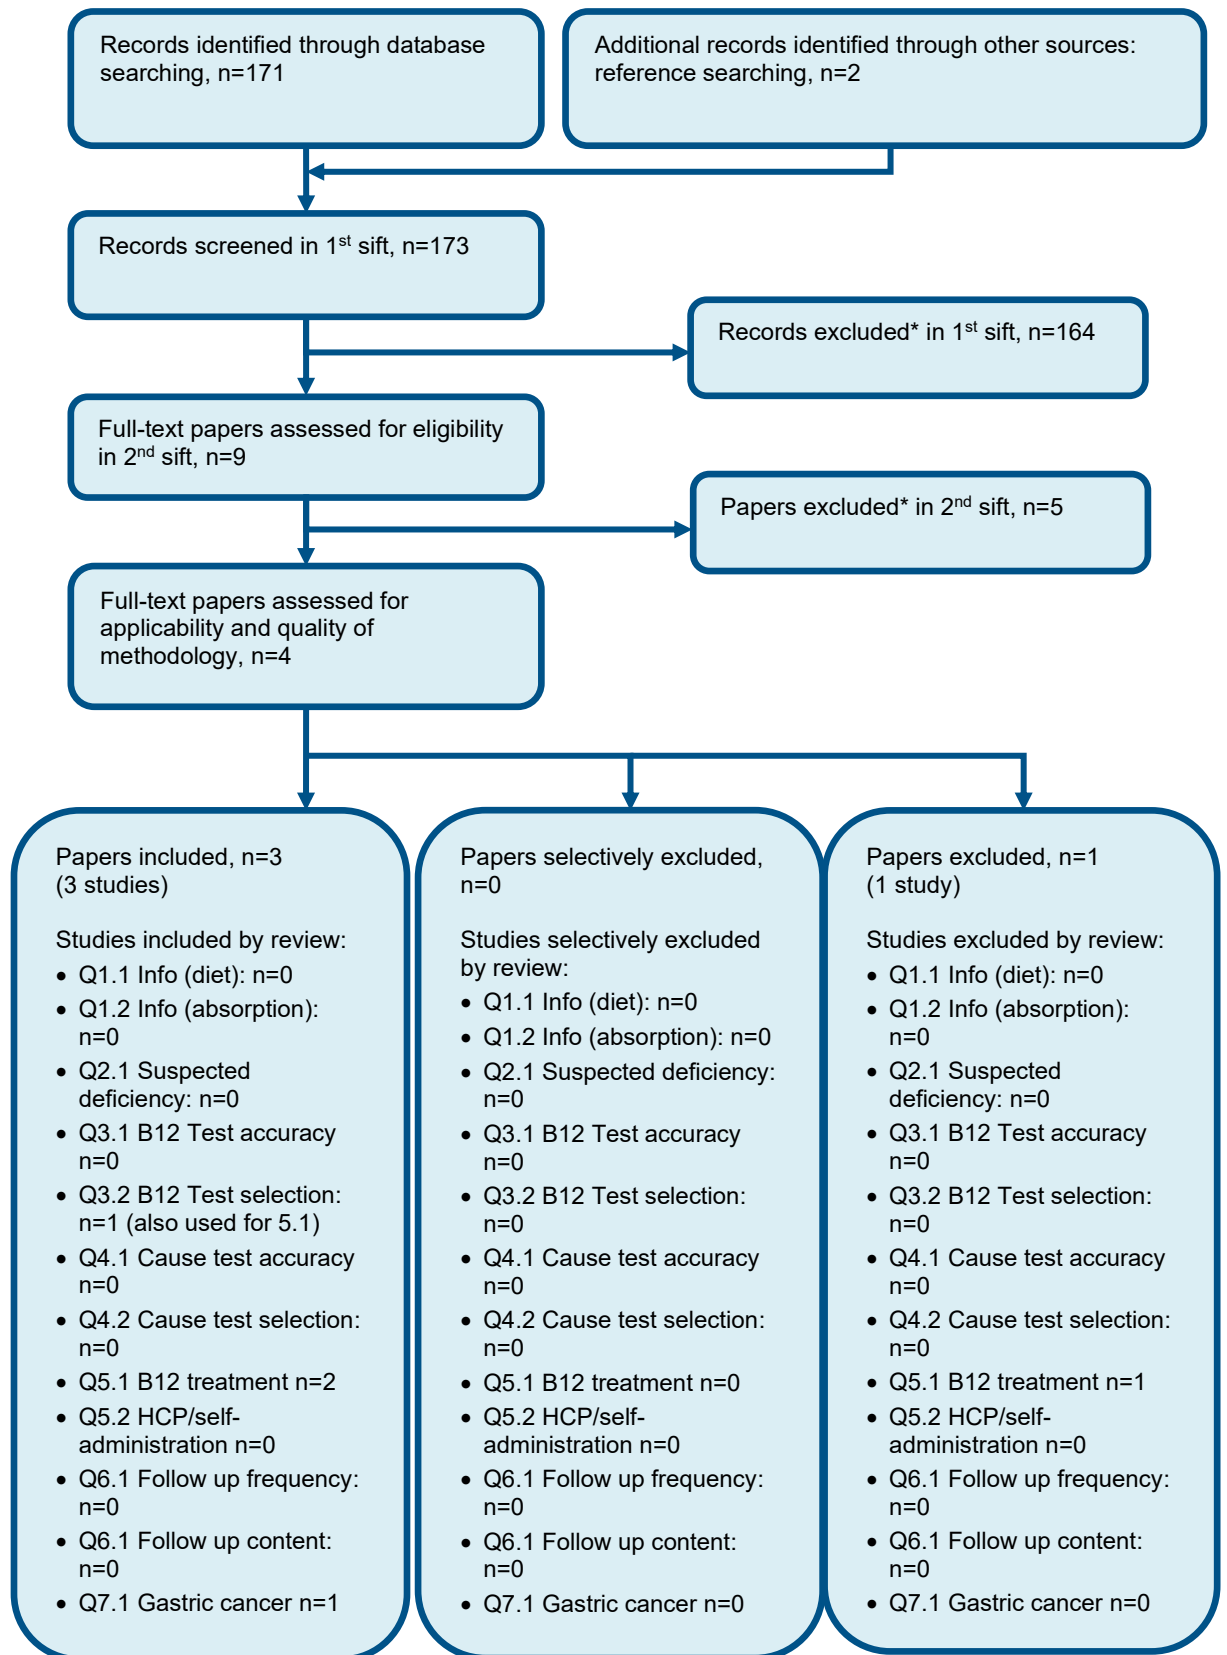 Records identified through database
searching, n=171
Additional records identified through other sources:
reference searching, n=2
Records screened in 1st sift, n=173
Records excluded* in 1st sift, n=164
Full-text papers assessed for eligibility
in 2nd sift, n=9
Papers excluded* in 2nd sift, n=5
Full-text papers assessed for
applicability and quality of
methodology, n=4
Papers included, n=3
(3 studies)
Studies included by review:
• Q1.1 Info (diet): n=0
• Q1.2 Info (absorption):
n=0
• Q2.1 Suspected
deficiency: n=0
• Q3.1 B12 Test accuracy
n=0
• Q3.2 B12 Test selection:
n=1 (also used for 5.1)
• Q4.1 Cause test accuracy
n=0
• Q4.2 Cause test selection:
n=0
• Q5.1 B12 treatment n=2
• Q5.2 HCP/self-
administration n=0
• Q6.1 Follow up frequency:
n=0
• Q6.1 Follow up content:
n=0
• Q7.1 Gastric cancer n=1
Papers selectively excluded,
n=0
Studies selectively excluded
by review:
• Q1.1 Info (diet): n=0
• Q1.2 Info (absorption): n=0
• Q2.1 Suspected deficiency:
n=0
• Q3.1 B12 Test accuracy
n=0
• Q3.2 B12 Test selection:
n=0
• Q4.1 Cause test accuracy
n=0
• Q4.2 Cause test selection:
n=0
• Q5.1 B12 treatment n=0
• Q5.2 HCP/self-
administration n=0
• Q6.1 Follow up frequency:
n=0
• Q6.1 Follow up content:
n=0
• Q7.1 Gastric cancer n=0
Papers excluded, n=1
(1 study)
Studies excluded by review:
• Q1.1 Info (diet): n=0
• Q1.2 Info (absorption):
n=0
• Q2.1 Suspected
deficiency: n=0
• Q3.1 B12 Test accuracy
n=0
• Q3.2 B12 Test selection:
n=0
• Q4.1 Cause test accuracy
n=0
• Q4.2 Cause test selection:
n=0
• Q5.1 B12 treatment n=1
• Q5.2 HCP/self-
administration n=0
• Q6.1 Follow up frequency:
n=0
• Q6.1 Follow up content:
n=0
• Q7.1 Gastric cancer n=0